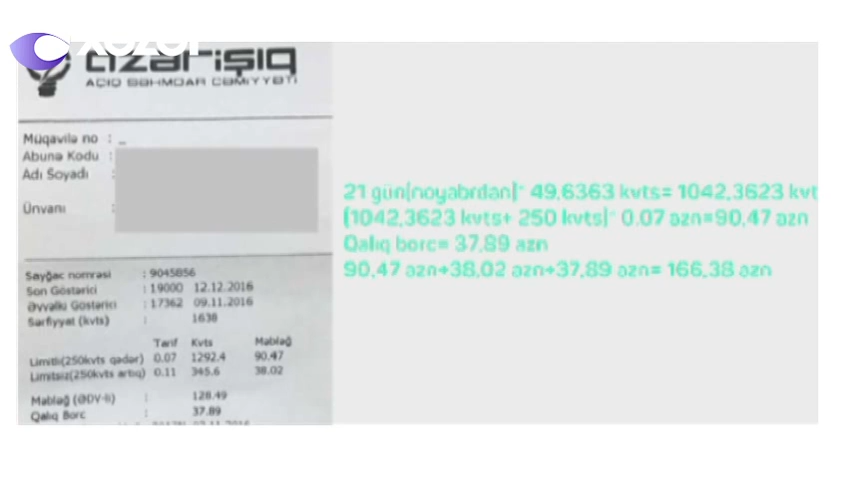 Xəzər
azərişıq
AÇIQ SƏHMDAR CƏMİYYƏTİ
Müqavilə no :
Abunə Kodu :
Adı Soyadı :
Ünvanı :
Sayğac nömrəsi : 9045856
Son Göstərici : 19000 12.12.2016
Əvvəlki Göstərici : 17362 09.11.2016
Sərfiyyat (kvts) : 1638
Tarif Kvts Məbləğ
Limitli(250kvts qədər) 0.07 1292.4 90.47
Limitsiz(250kvts artıq) 0.11 345.6 38.02
Məbləğ (ƏDV-li) : 128.49
Qalıq Borc : 37.89
21 gün(noyabrdan)* 49.6363 kvts= 1042.3623 kvt
(1042.3623 kvts+ 250 kvts)* 0.07 azn=90,47 azn
Qalıq borc= 37.89 azn
90.47 azn+38,02 azn+37,89 azn= 166,38 azn